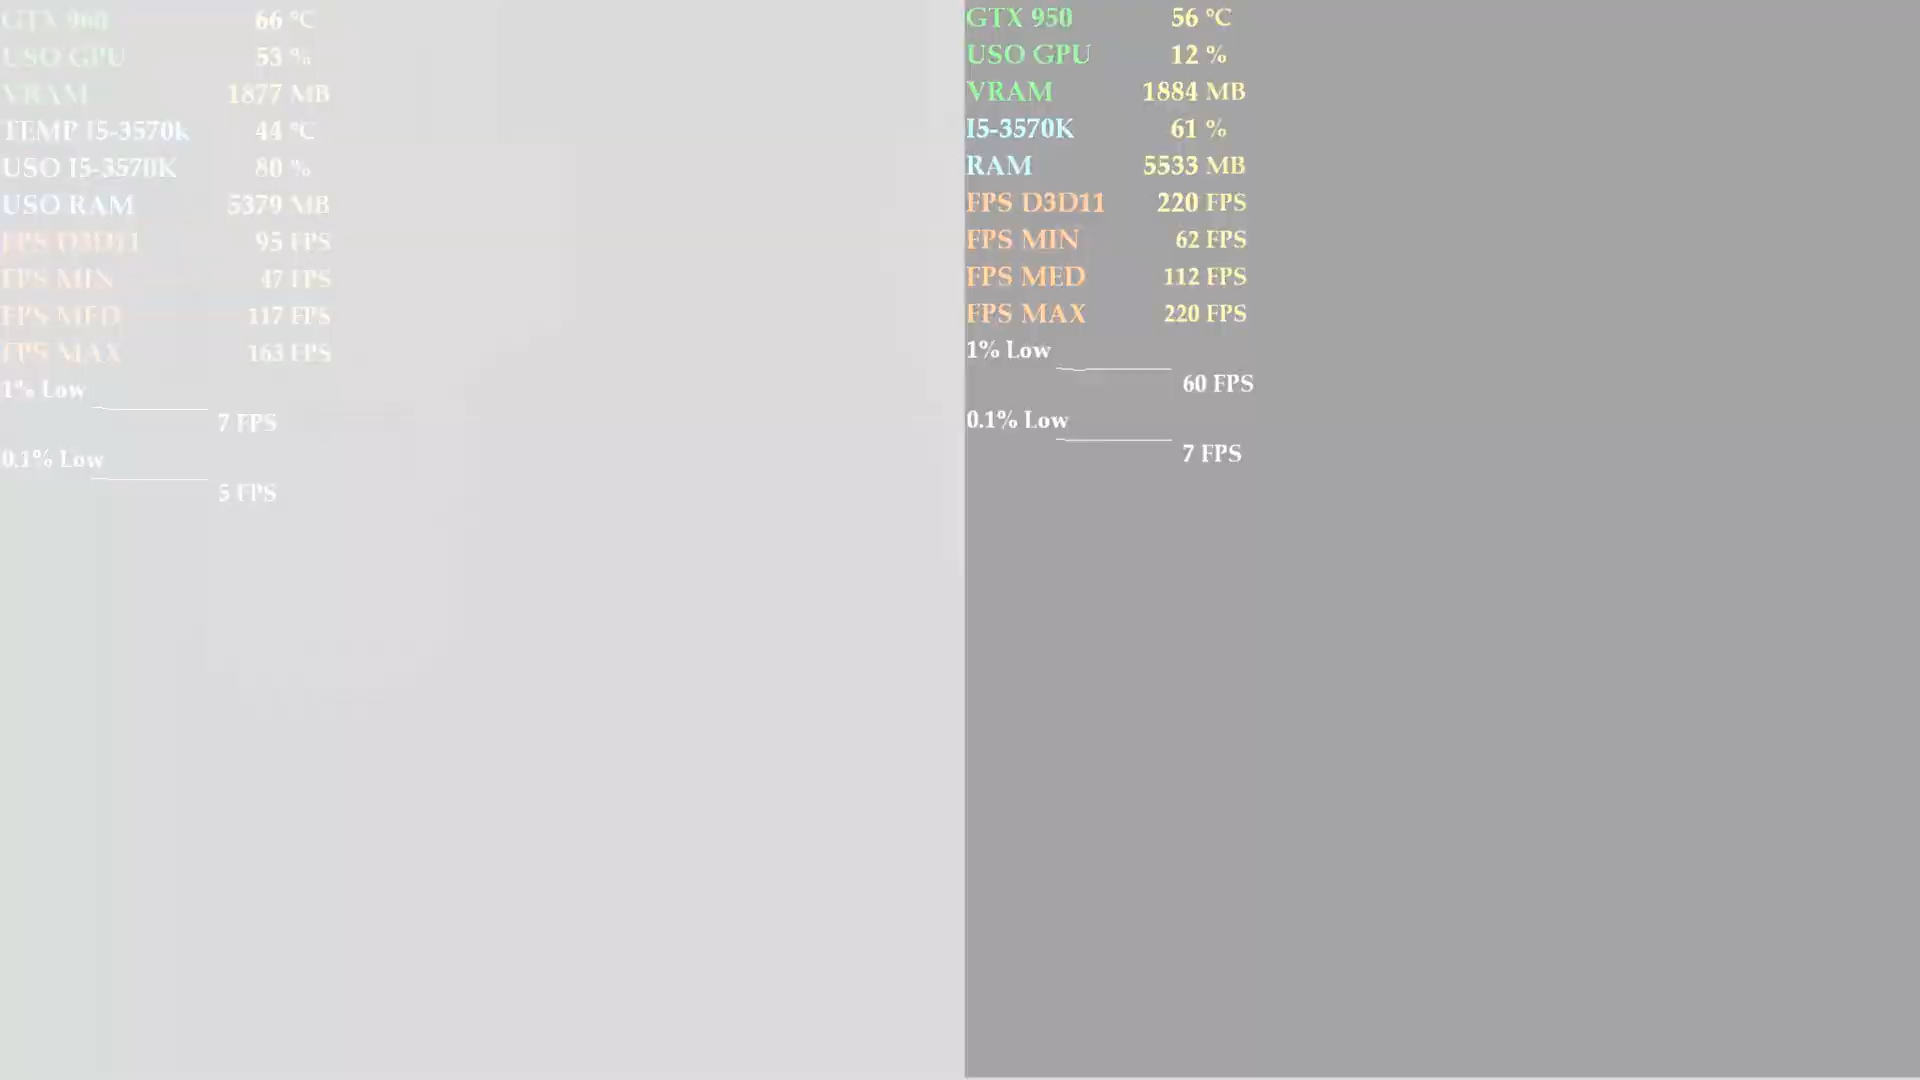 GTX 960 66 °C
USO GPU 53 %
VRAM 1877 MB
TEMP I5-3570k 44 °C
USO I5-3570K 80 %
USO RAM 5379 MB
FPS D3D11 95 FPS
FPS MIN 47 FPS
FPS MED 117 FPS
FPS MAX 163 FPS
1% Low
7 FPS
0.1% Low
5 FPS
GTX 950 56 °C
USO GPU 12 %
VRAM 1884 MB
I5-3570K 61 %
RAM 5533 MB
FPS D3D11 220 FPS
FPS MIN 62 FPS
FPS MED 112 FPS
FPS MAX 220 FPS
1% Low
60 FPS
0.1% Low
7 FPS